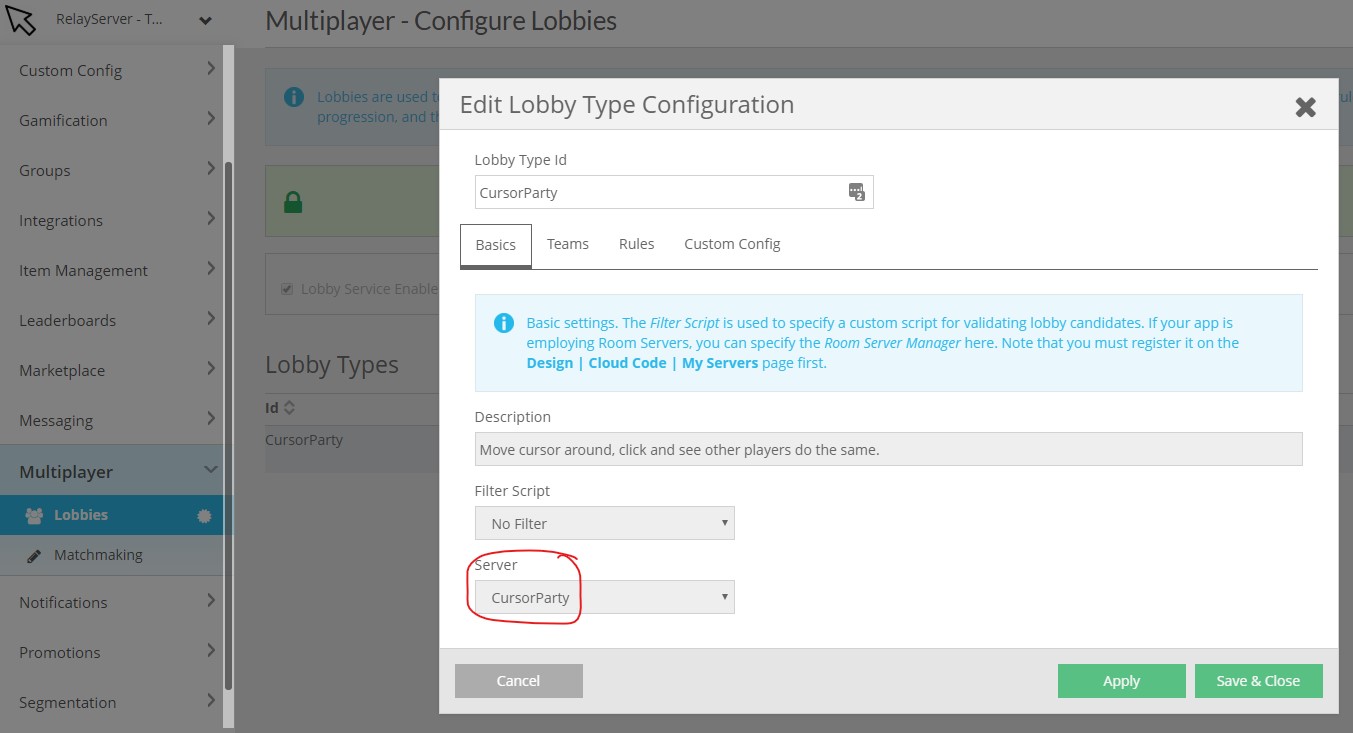 RelayServer - T...
Multiplayer - Configure Lobbies
Custom Config
Gamification
Groups
Integrations
Item Management
Leaderboards
Marketplace
Messaging
Multiplayer
Lobbies
Matchmaking
Notifications
Promotions
Segmentation
Lobbies are used t
progression, and th
Lobby Service Enable
Lobby Types
Id
CursorParty
Edit Lobby Type Configuration
Lobby Type Id
CursorParty
2
Basics Teams Rules Custom Config
Basic settings. The Filter Script is used to specify a custom script for validating lobby candidates. If your app is
employing Room Servers, you can specify the Room Server Manager here. Note that you must register it on the
Design | Cloud Code | My Servers page first.
Description
Move cursor around, click and see other players do the same.
Filter Script
No Filter
Server
CursorParty
Cancel Apply Save & Close